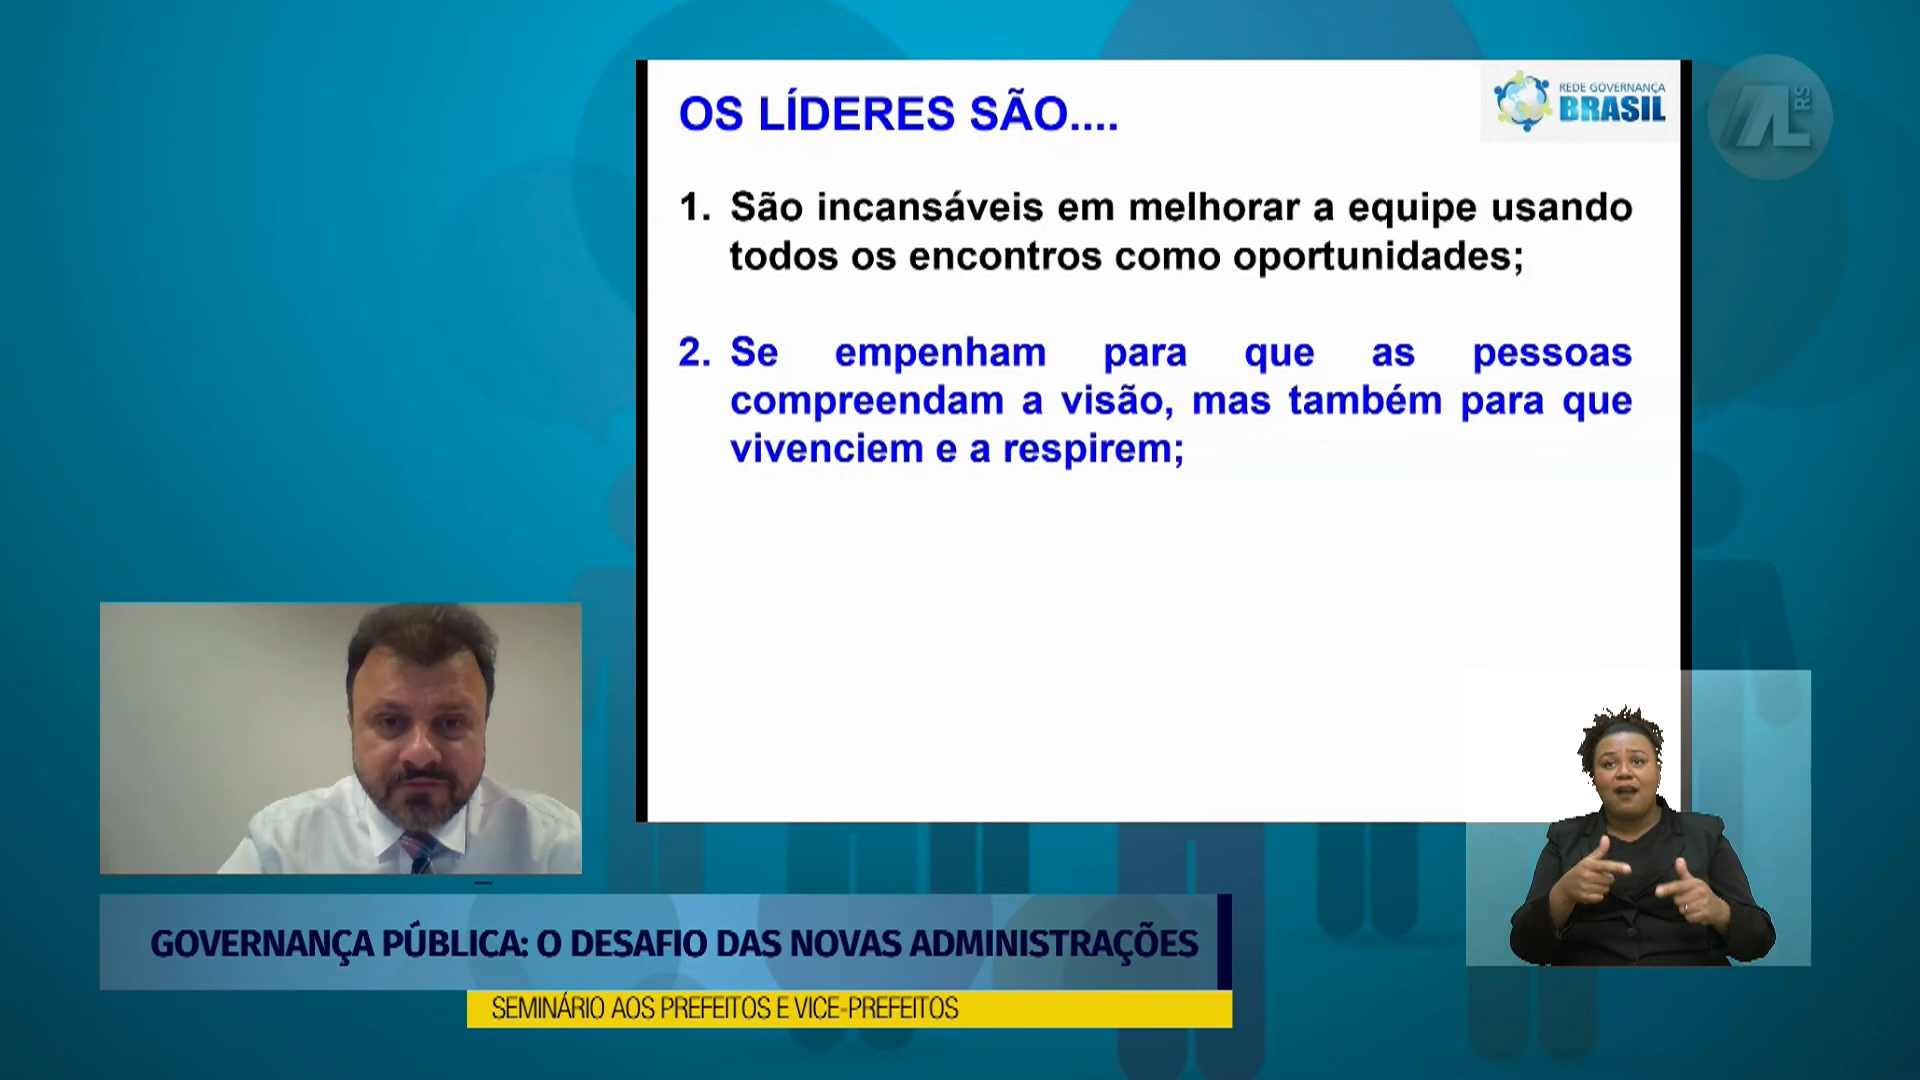 OS LÍDERES SÃO....
REDE GOVERNANÇA
BRASIL
AL
RS
1. São incansáveis em melhorar a equipe usando
todos os encontros como oportunidades;
2. Se empenham para que as pessoas
compreendam a visão, mas também para que
vivenciem e a respirem;
GOVERNANÇA PÚBLICA: O DESAFIO DAS NOVAS ADMINISTRAÇÕES
SEMINÁRIO AOS PREFEITOS E VICE-PREFEITOS